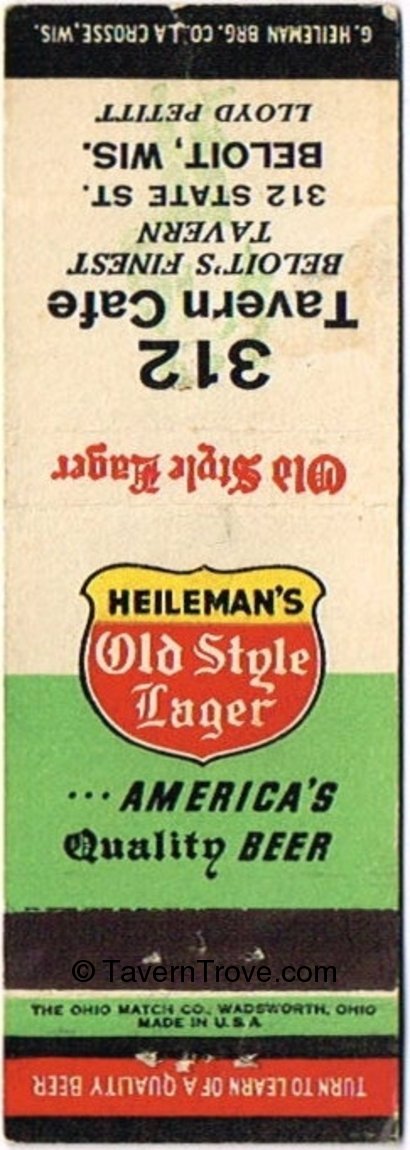 G. HEILEMAN BRG. CO. LA CROSSE, WIS.
LLOYD PETITT
BELOIT, WIS.
312 STATE ST.
TAVERN
BELOIT'S FINEST
Tavern Cafe
312
Old Style Lager
HEILEMAN'S
Old Style
Lager
...AMERICA'S
Quality BEER
© TavernTrove.com
THE OHIO MATCH CO., WADSWORTH, OHIO
MADE IN U.S.A.
TURN TO LEARN OF A QUALITY BEER